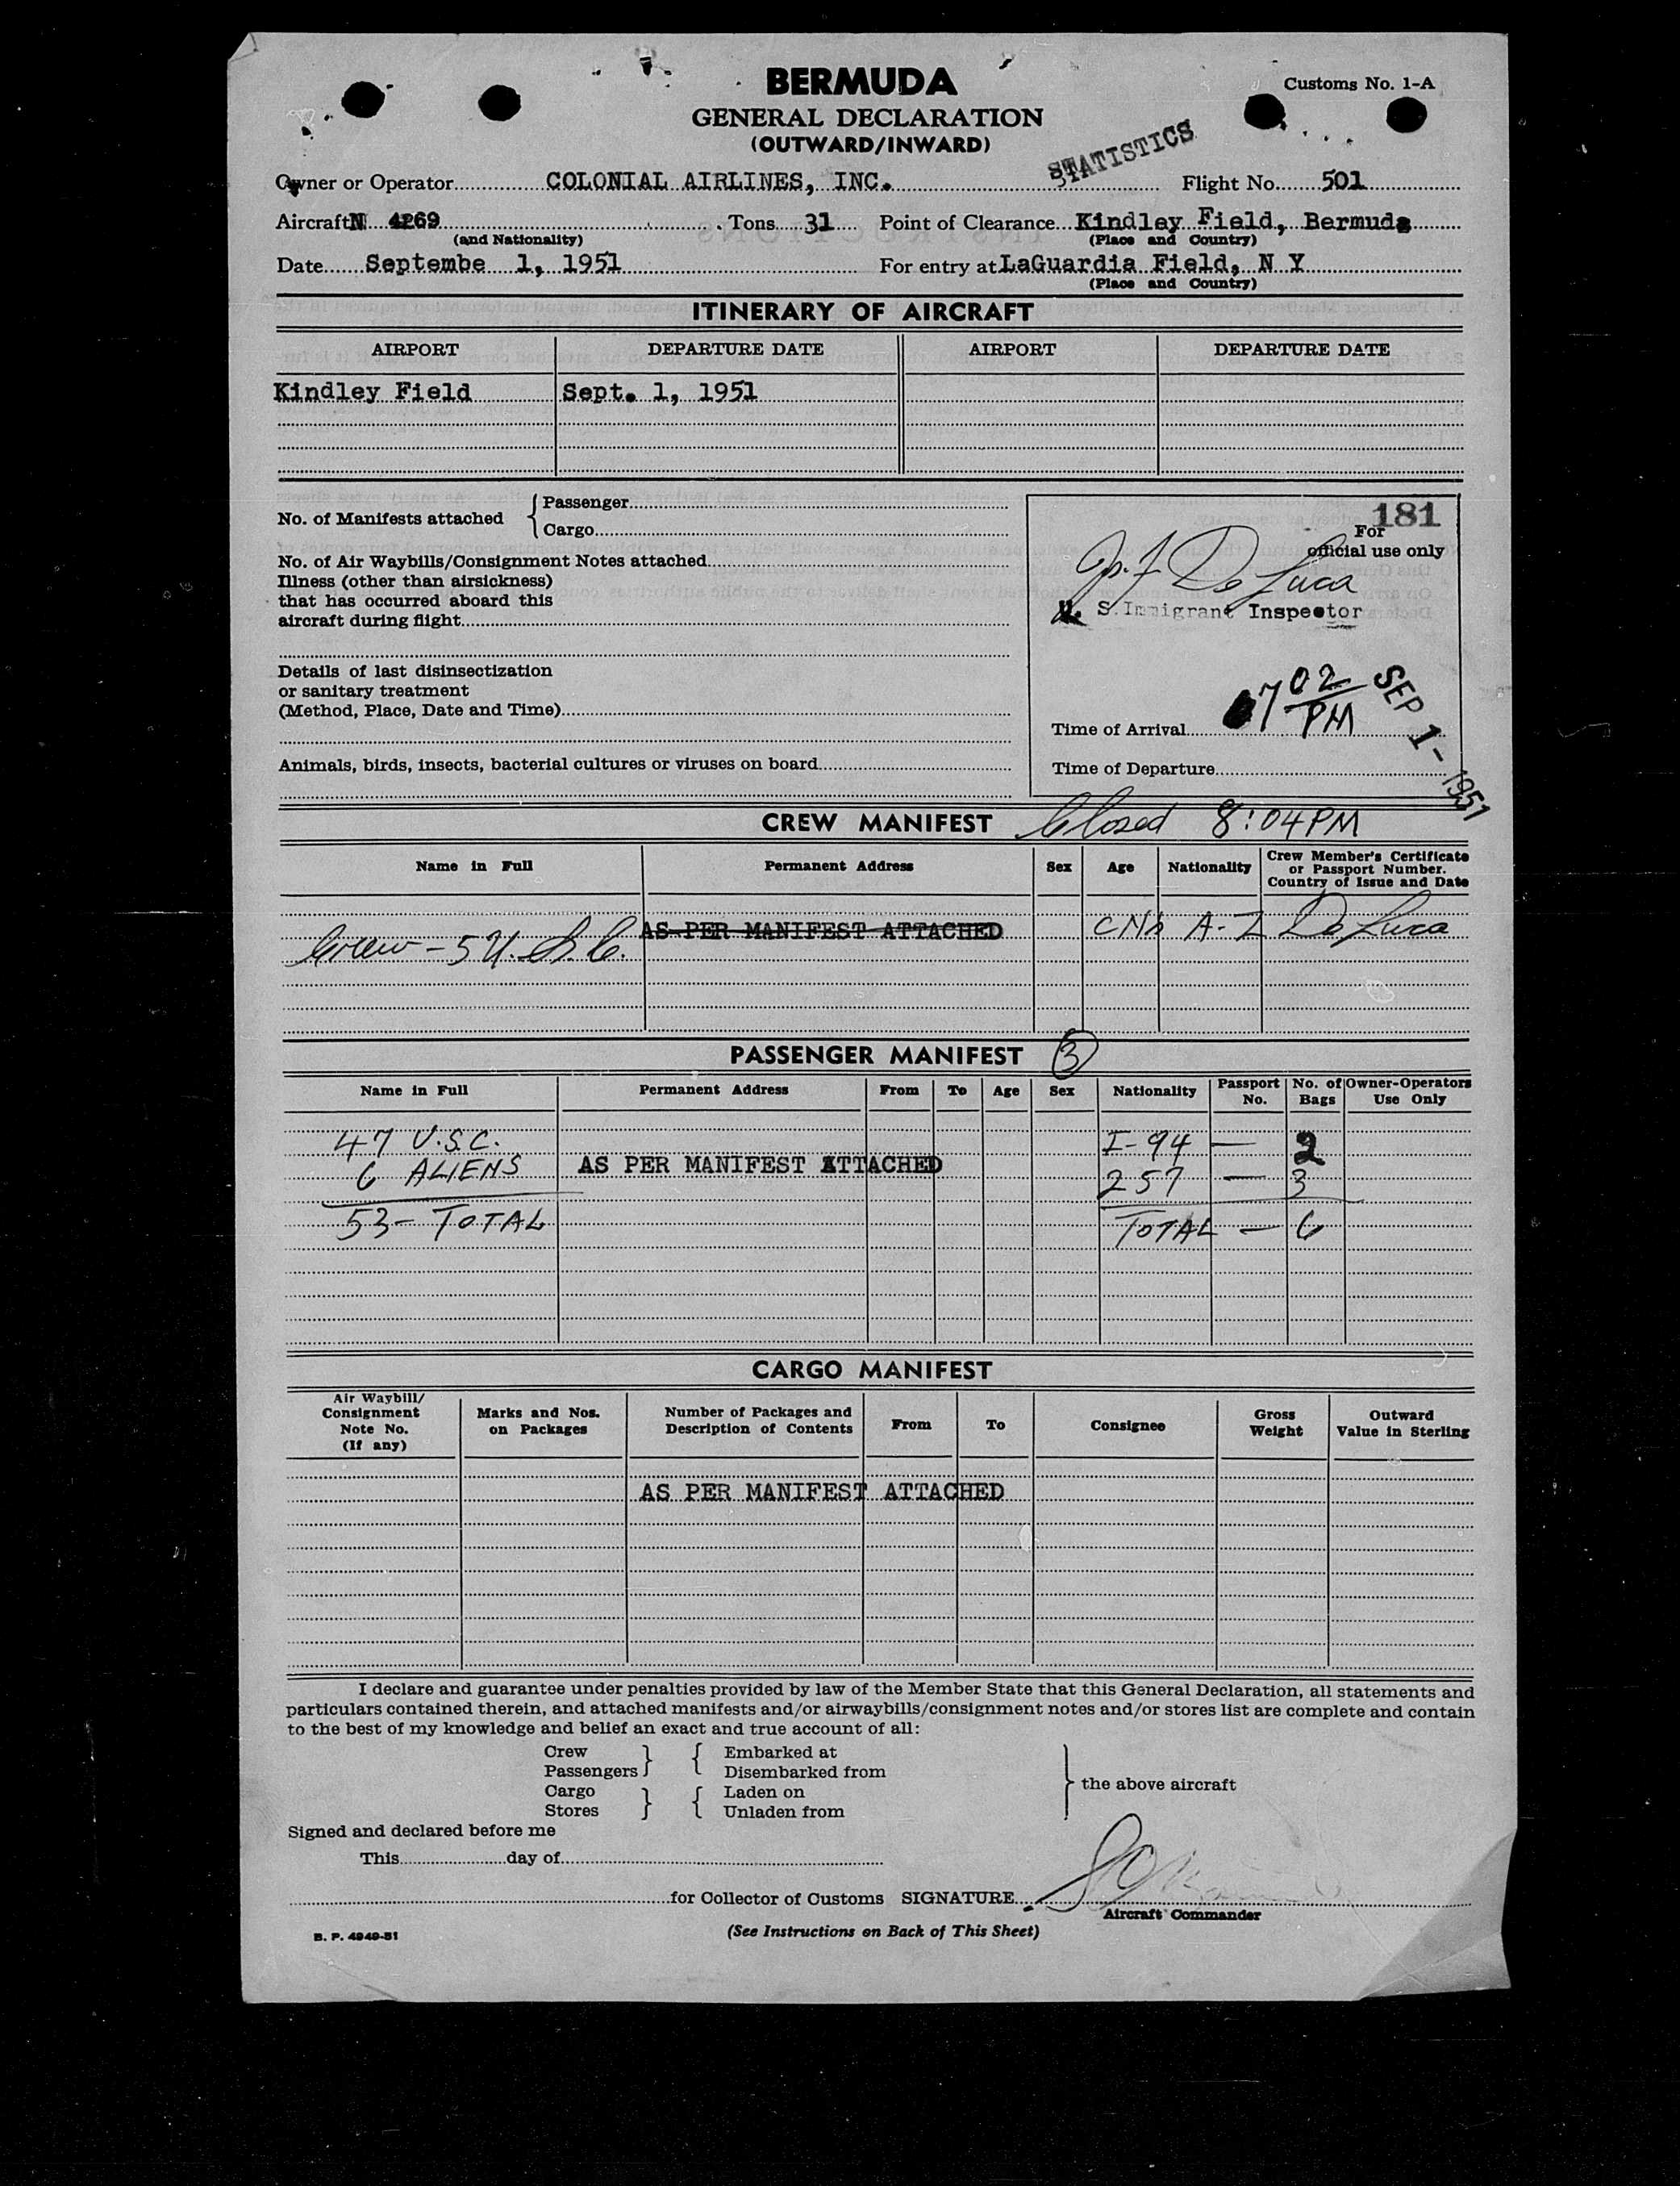 BERMUDA
Customs No. 1-A
GENERAL DECLARATION
(OUTWARD/INWARD)
STATISTICS
Owner or Operator COLONIAL AIRLINES, INC. Flight No. 501
Aircraft N 4269 Tons 31 Point of Clearance Kindley Field, Bermuda
(and Nationality) (Place and Country)
Date Septembe 1, 1951 For entry at LaGuardia Field, N Y
(Place and Country)
ITINERARY OF AIRCRAFT
AIRPORT DEPARTURE DATE AIRPORT DEPARTURE DATE
Kindley Field Sept. 1, 1951
No. of Manifests attached { Passenger
Cargo
181
For official use only
No. of Air Waybills/Consignment Notes attached
Illness (other than airsickness)
that has occurred aboard this
aircraft during flight
De Luca
U. S. Immigrant Inspector
Details of last disinsectization
or sanitary treatment
(Method, Place, Date and Time)
Time of Arrival 7 02 PM SEP 1 - 1951
Animals, birds, insects, bacterial cultures or viruses on board
Time of Departure
CREW MANIFEST Closed 8:04 PM
Name in Full Permanent Address Sex Age Nationality Crew Member's Certificate or Passport Number. Country of Issue and Date
Crew - 5 U.S.C. AS PER MANIFEST ATTACHED A-Z De Luca
PASSENGER MANIFEST 3
Name in Full Permanent Address From To Age Sex Nationality Passport No. No. of Bags Owner-Operators Use Only
47 U.S.C. I-94 — 2
6 ALIENS AS PER MANIFEST ATTACHED 257 — 3
53 - TOTAL TOTAL — 6
CARGO MANIFEST
Air Waybill/ Consignment Note No. (If any) Marks and Nos. on Packages Number of Packages and Description of Contents From To Consignee Gross Weight Outward Value in Sterling
AS PER MANIFEST ATTACHED
I declare and guarantee under penalties provided by law of the Member State that this General Declaration, all statements and
particulars contained therein, and attached manifests and/or airwaybills/consignment notes and/or stores list are complete and contain
to the best of my knowledge and belief an exact and true account of all:
Crew } { Embarked at
Passengers Disembarked from
Cargo } { Laden on
Stores Unladen from
} the above aircraft
Signed and declared before me
This day of
for Collector of Customs SIGNATURE
Aircraft Commander
B. P. 4949-51
(See Instructions on Back of This Sheet)